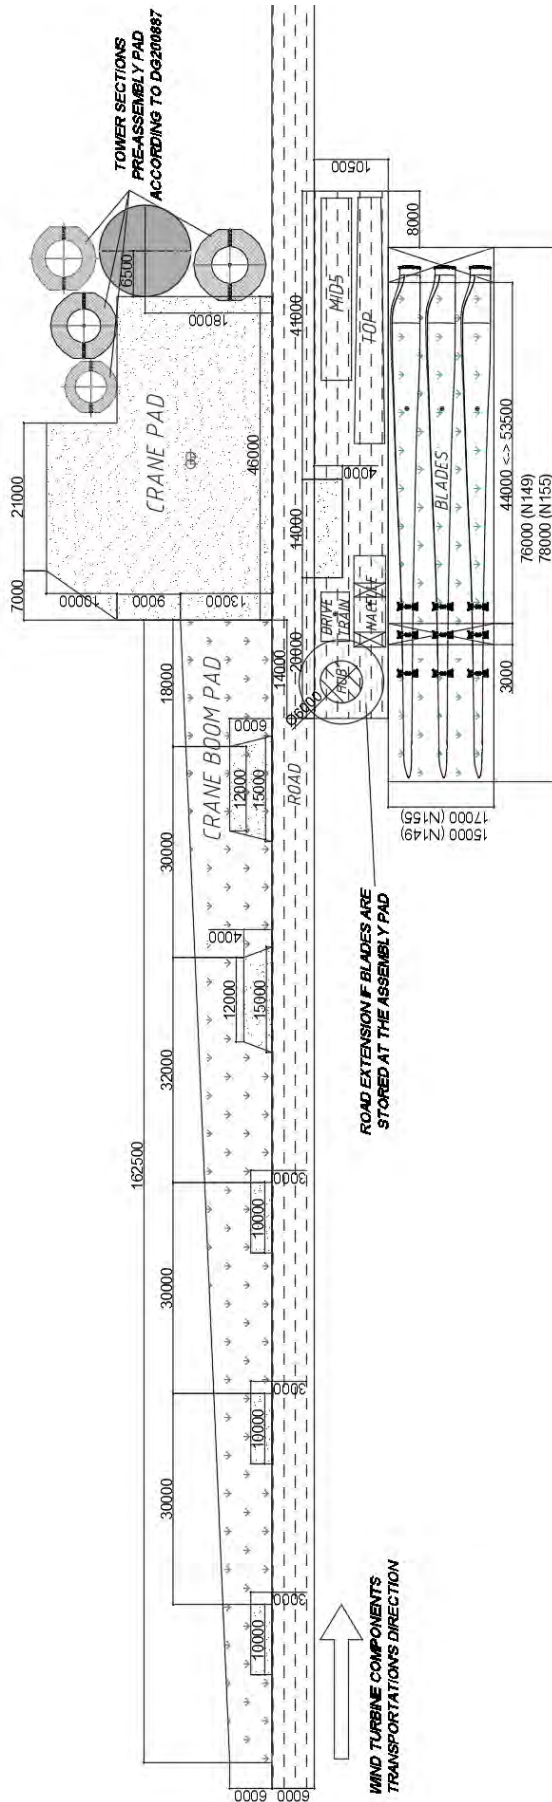 TOWER SECTIONS
PRE-ASSEMBLY PAD
ACCORDING TO DG200887
6500
18000
CRANE PAD
46000
21000
7000
10000
9000
13000
41000
10500
8000
MID5
TOP
4000
14000
DRIVE
TRAIN
NACELLE
HUB
20000
14000
Ø6000
BLADES
44000 <-> 53500
76000 (N149)
78000 (N155)
3000
15000 (N149)
17000 (N155)
ROAD EXTENSION IF BLADES ARE
STORED AT THE ASSEMBLY PAD
18000
CRANE BOOM PAD
6000
12000
15000
ROAD
30000
4000
12000
15000
32000
162500
3000
10000
30000
3000
10000
30000
3000
10000
WIND TURBINE COMPONENTS
TRANSPORTATION'S DIRECTION
6000
6000